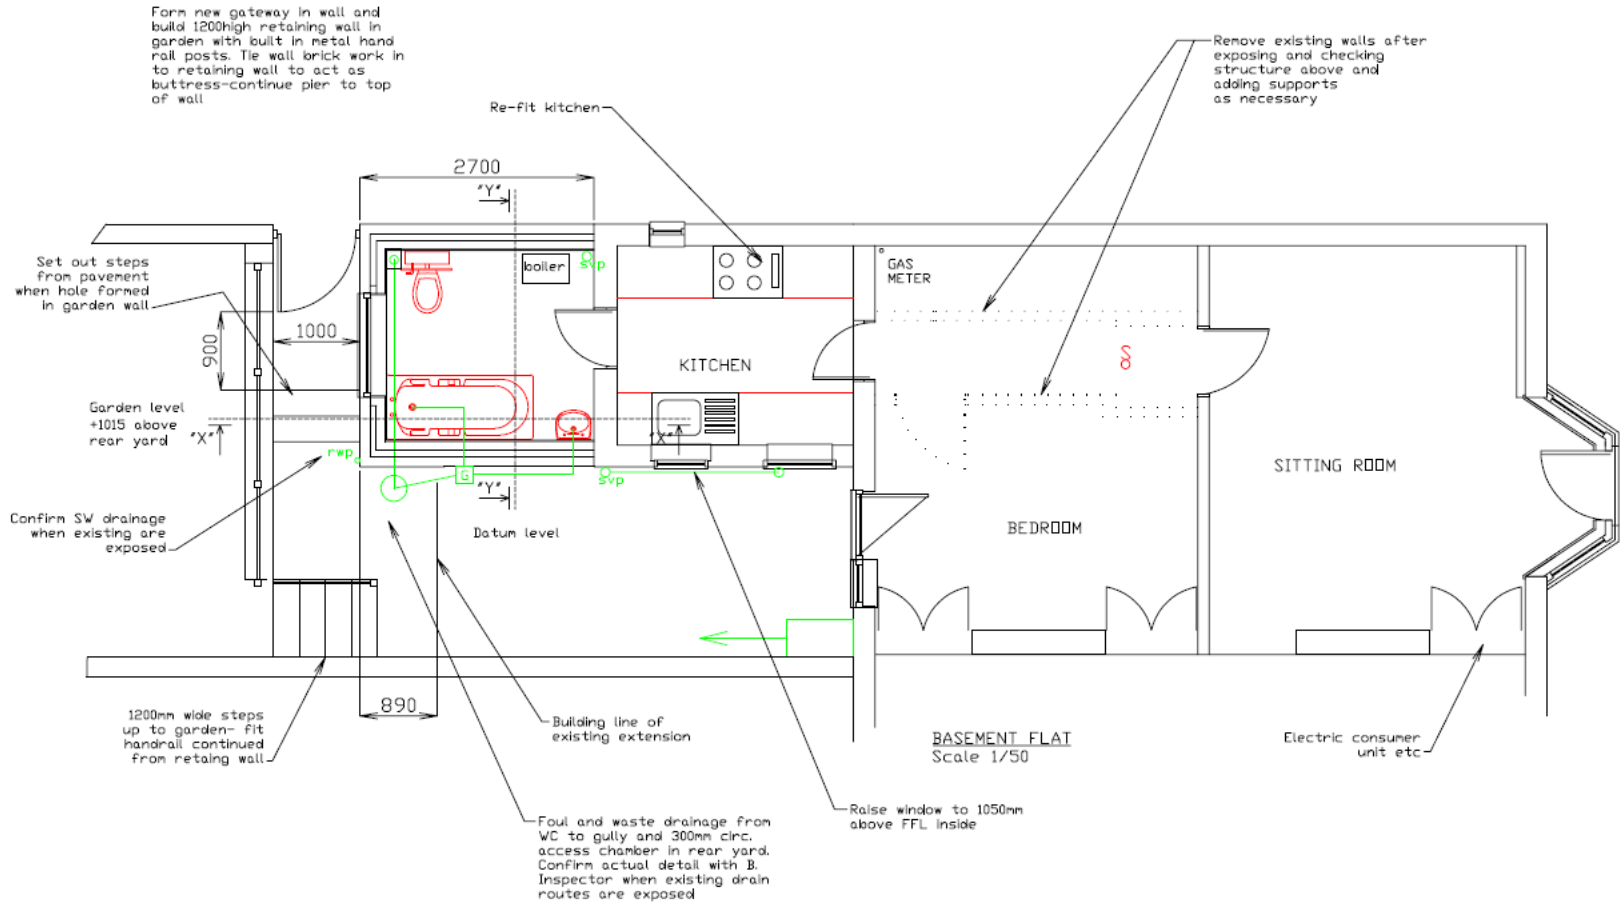 Form new gateway in wall and
build 1200high retaining wall in
garden with built in metal hand
rail posts. Tie wall brick work in
to retaining wall to act as
buttress-continue pier to top
of wall
Remove existing walls after
exposing and checking
structure above and
adding supports
as necessary
Re-fit kitchen
2700
"Y"
Set out steps
from pavement
when hole formed
in garden wall
boiler
svp
GAS
METER
1000
900
KITCHEN
SO
Garden level
+1015 above
rear yard
"X"
"X"
rwp
G
svp
"Y"
SITTING ROOM
Confirm SW drainage
when existing are
exposed
Datum level
BEDROOM
890
1200mm wide steps
up to garden- fit
handrail continued
from retaing wall
Building line of
existing extension
BASEMENT FLAT
Scale 1/50
Electric consumer
unit etc
Raise window to 1050mm
above FFL inside
Foul and waste drainage from
WC to gully and 300mm circ.
access chamber in rear yard.
Confirm actual detail with B.
Inspector when existing drain
routes are exposed